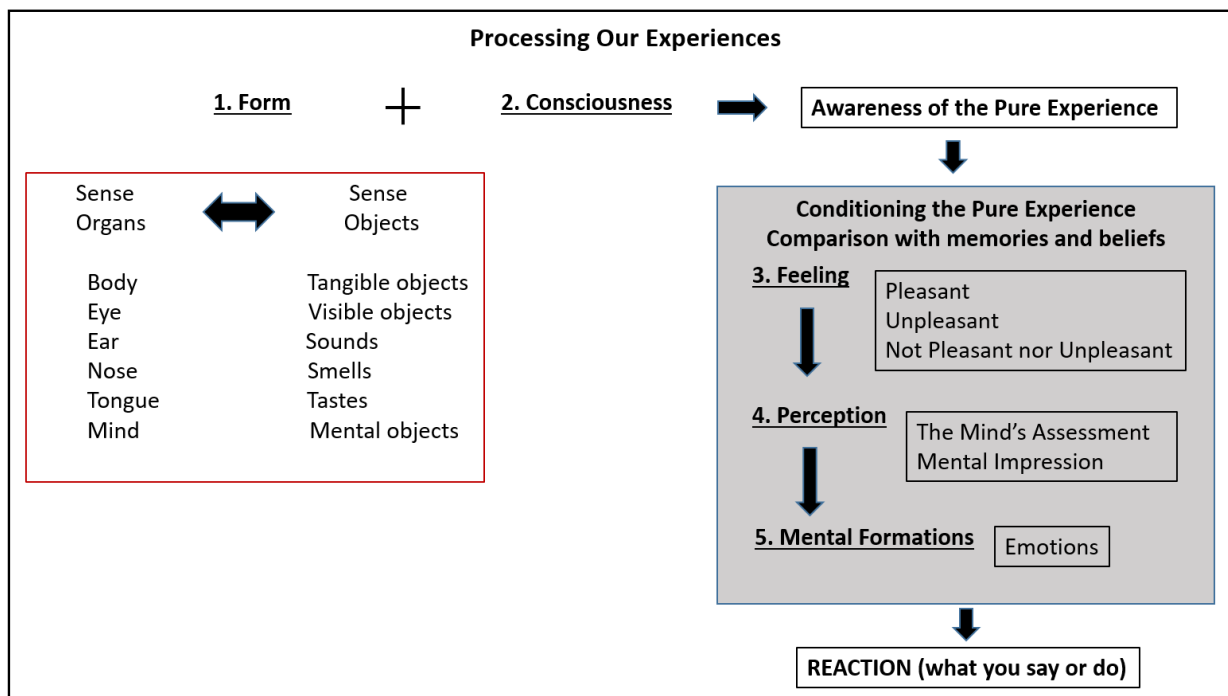 Processing Our Experiences
1. Form + 2. Consciousness
Awareness of the Pure Experience
Sense Organs
Sense Objects
Body Tangible objects
Eye Visible objects
Ear Sounds
Nose Smells
Tongue Tastes
Mind Mental objects
Conditioning the Pure Experience
Comparison with memories and beliefs
3. Feeling
Pleasant
Unpleasant
Not Pleasant nor Unpleasant
4. Perception
The Mind’s Assessment
Mental Impression
5. Mental Formations
Emotions
REACTION (what you say or do)